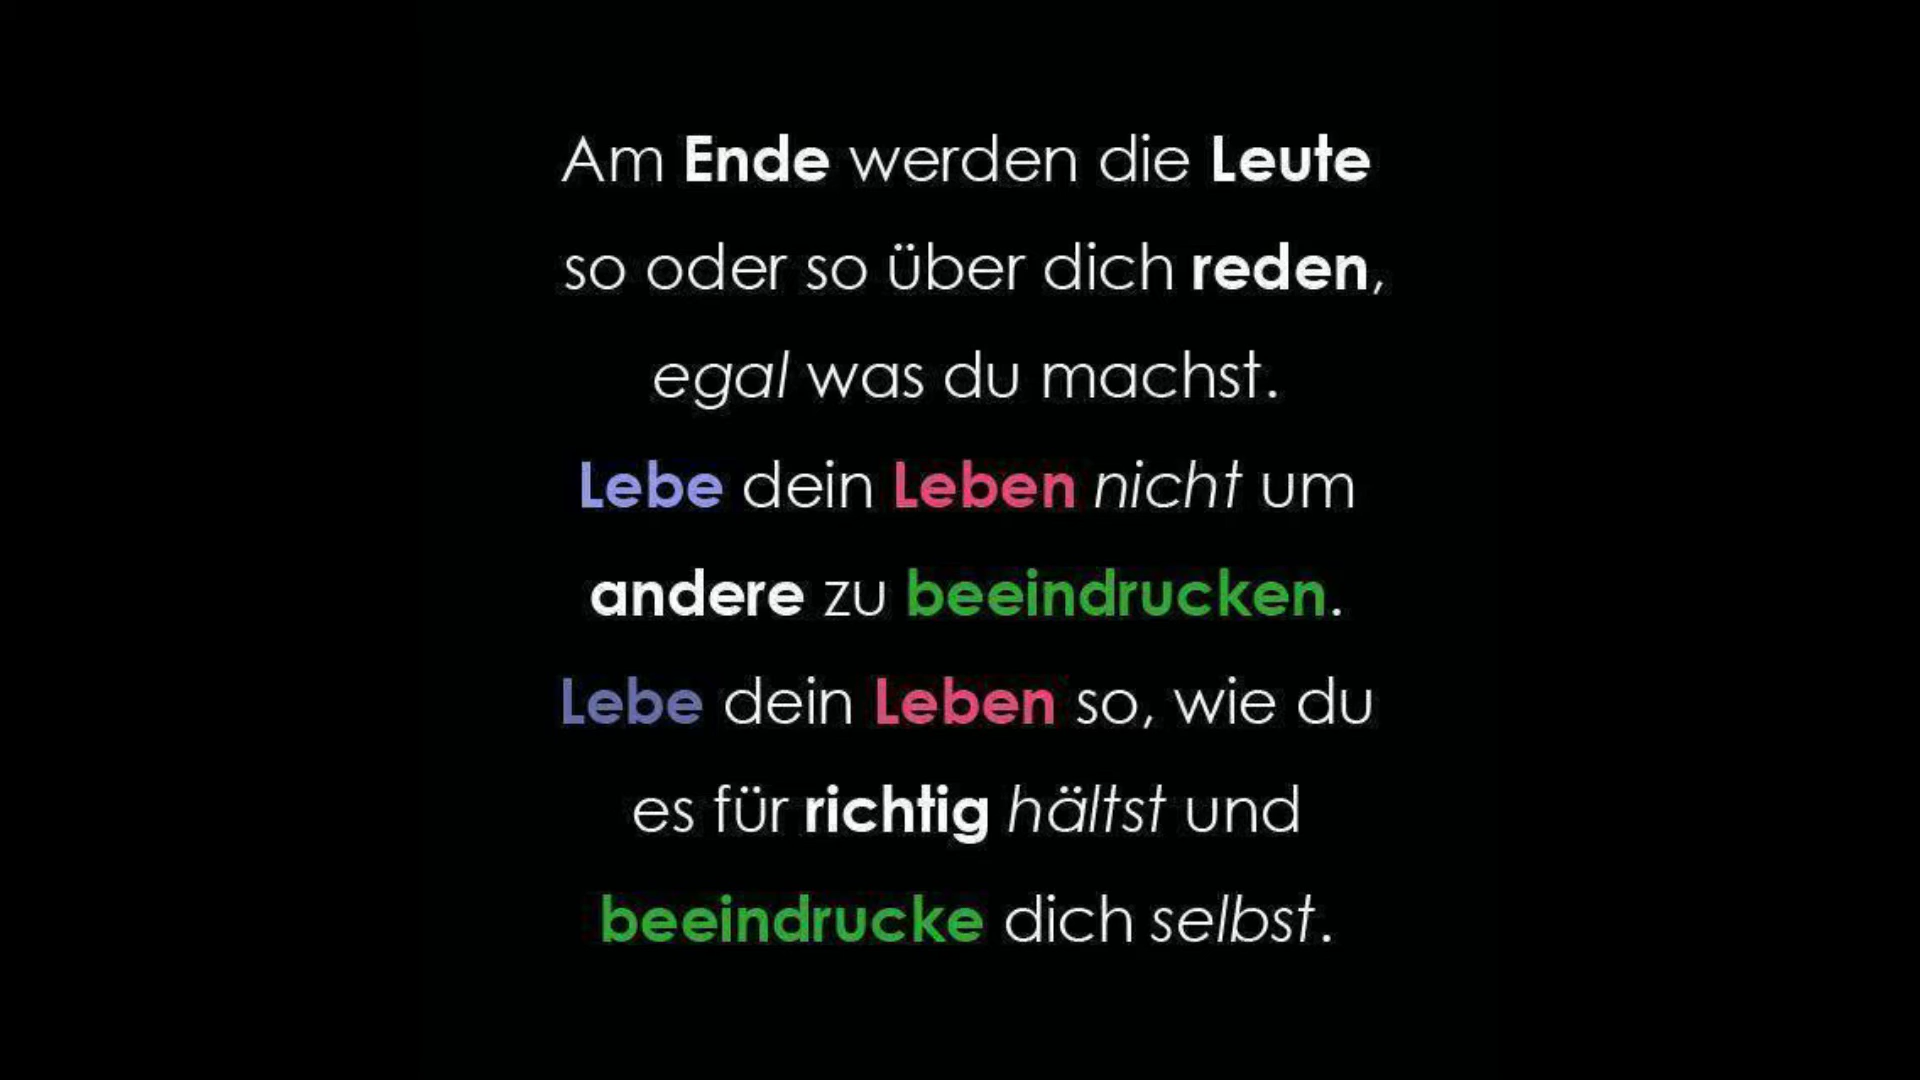 Am Ende werden die Leute
so oder so über dich reden,
egal was du machst.
Lebe dein Leben nicht um
andere zu beeindrucken.
Lebe dein Leben so, wie du
es für richtig hältst und
beeindrucke dich selbst.